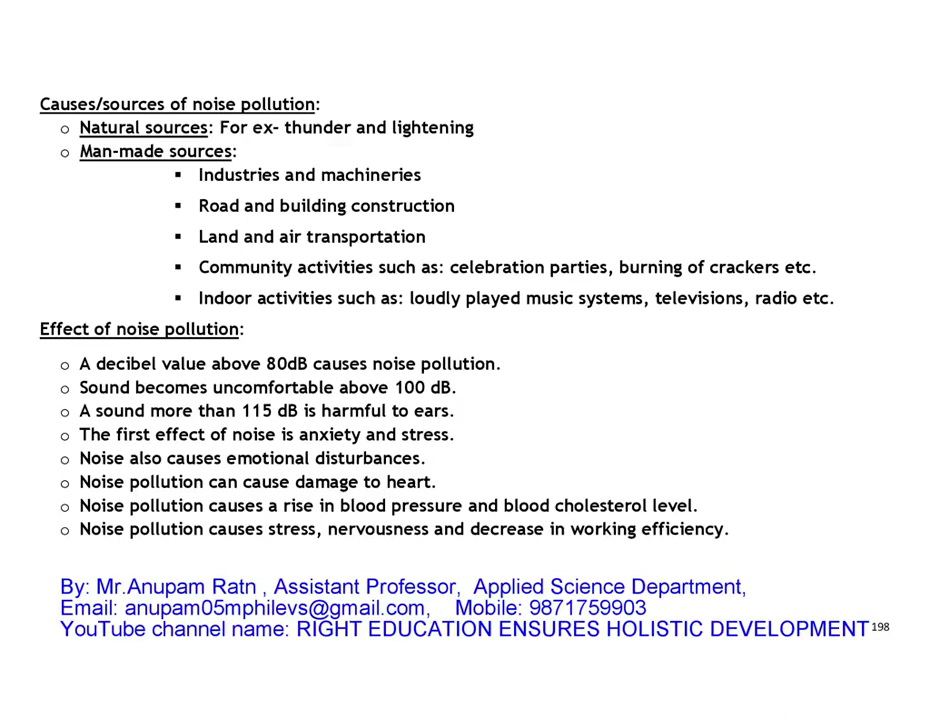 Causes/sources of noise pollution:
o Natural sources: For ex- thunder and lightening
o Man-made sources:
▪ Industries and machineries
▪ Road and building construction
▪ Land and air transportation
▪ Community activities such as: celebration parties, burning of crackers etc.
▪ Indoor activities such as: loudly played music systems, televisions, radio etc.
Effect of noise pollution:
o A decibel value above 80dB causes noise pollution.
o Sound becomes uncomfortable above 100 dB.
o A sound more than 115 dB is harmful to ears.
o The first effect of noise is anxiety and stress.
o Noise also causes emotional disturbances.
o Noise pollution can cause damage to heart.
o Noise pollution causes a rise in blood pressure and blood cholesterol level.
o Noise pollution causes stress, nervousness and decrease in working efficiency.
By: Mr.Anupam Ratn , Assistant Professor, Applied Science Department,
Email: anupam05mphilevs@gmail.com, Mobile: 9871759903
YouTube channel name: RIGHT EDUCATION ENSURES HOLISTIC DEVELOPMENT 198